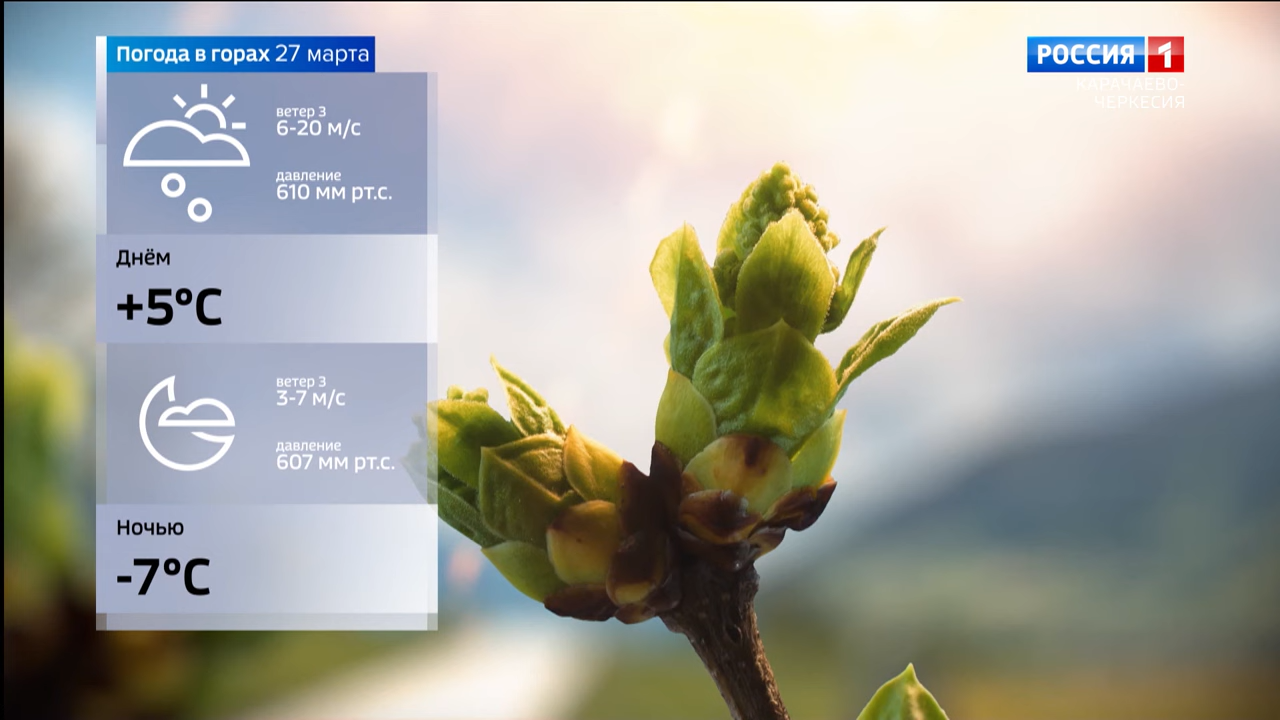 Погода в горах 27 марта
РОССИЯ 1
КАРАЧАЕВО-
ЧЕРКЕСИЯ
ветер З
6-20 м/с
давление
610 мм рт.с.
Днём
+5°C
ветер З
3-7 м/с
давление
607 мм рт.с.
Ночью
-7°C